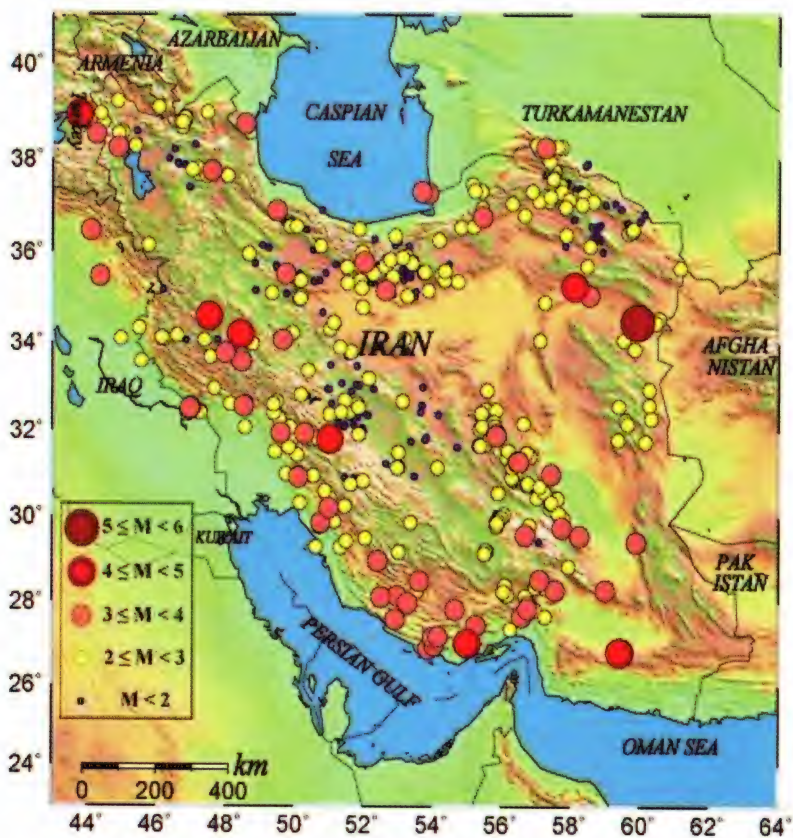 40°
38°
36°
34°
32°
30°
28°
26°
24°
AZARBAIJAN
ARMENIA
CASPIAN
SEA
TURKAMANESTAN
IRAN
AFGHA
NISTAN
IRAQ
KUWAIT
PAK
ISTAN
PERSIAN GULF
OMAN SEA
5 ≤ M < 6
4 ≤ M < 5
3 ≤ M < 4
2 ≤ M < 3
M < 2
km
0 200 400
44° 46° 48° 50° 52° 54° 56° 58° 60° 62° 64°